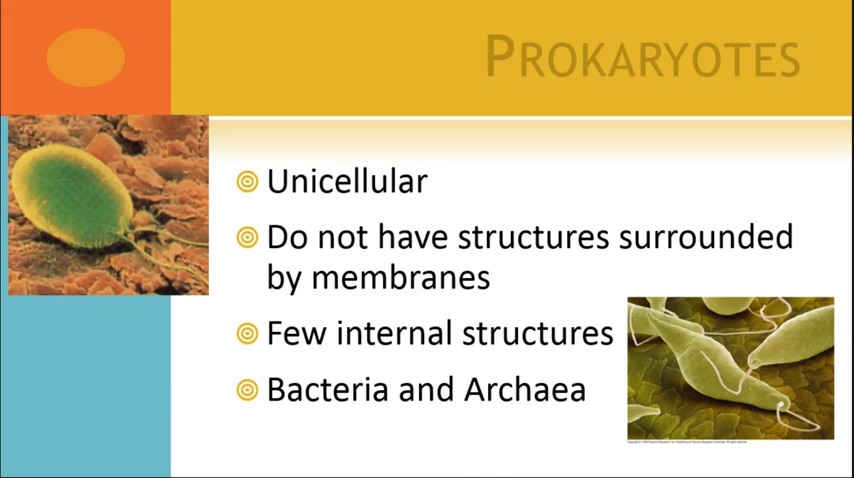 PROKARYOTES
Unicellular
Do not have structures surrounded
by membranes
Few internal structures
Bacteria and Archaea